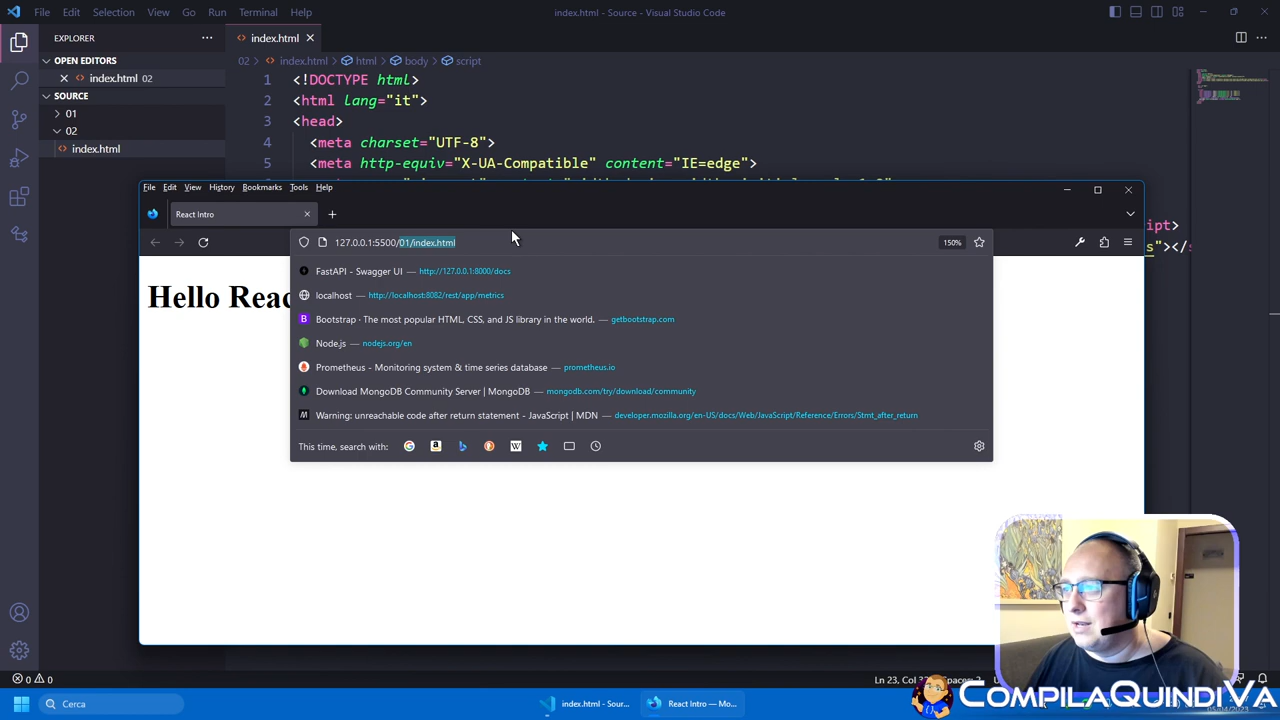 File Edit Selection View Go Run Terminal Help
index.html - Source - Visual Studio Code
EXPLORER
index.html
OPEN EDITORS
02 > index.html > html > body > script
index.html 02
SOURCE
01
02
index.html
1 <!DOCTYPE html>
2 <html lang="it">
3 <head>
4 <meta charset="UTF-8">
5 <meta http-equiv="X-UA-Compatible" content="IE=edge">
File Edit View History Bookmarks Tools Help
React Intro
127.0.0.1:5500/01/index.html
150%
FastAPI - Swagger UI — http://127.0.0.1:8000/docs
localhost — http://localhost:8082/rest/app/metrics
Bootstrap · The most popular HTML, CSS, and JS library in the world. — getbootstrap.com
Node.js — nodejs.org/en
Prometheus - Monitoring system & time series database — prometheus.io
Download MongoDB Community Server | MongoDB — mongodb.com/try/download/community
Warning: unreachable code after return statement - JavaScript | MDN — developer.mozilla.org/en-US/docs/Web/JavaScript/Reference/Errors/Stmt_after_return
This time, search with:
Hello Reac
ript>
s"></s
0 0
Ln 23, Col
Cerca
index.html - Sourc...
React Intro — Mo...
COMPILAQUINDIVA